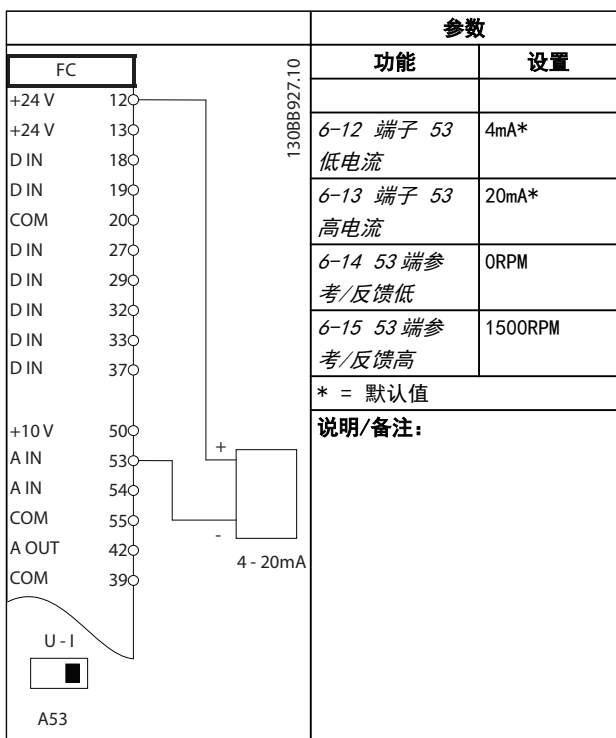 参数
功能 设置
FC
+24 V 12
+24 V 13
D IN 18
D IN 19
COM 20
D IN 27
D IN 29
D IN 32
D IN 33
D IN 37
+10 V 50
A IN 53
A IN 54
COM 55
A OUT 42
COM 39
+
-
4 - 20mA
U - I
A53
130BB927.10
6-12 端子 53 低电流 4mA*
6-13 端子 53 高电流 20mA*
6-14 53 端参考/反馈低 0RPM
6-15 53 端参考/反馈高 1500RPM
* = 默认值
说明/备注：